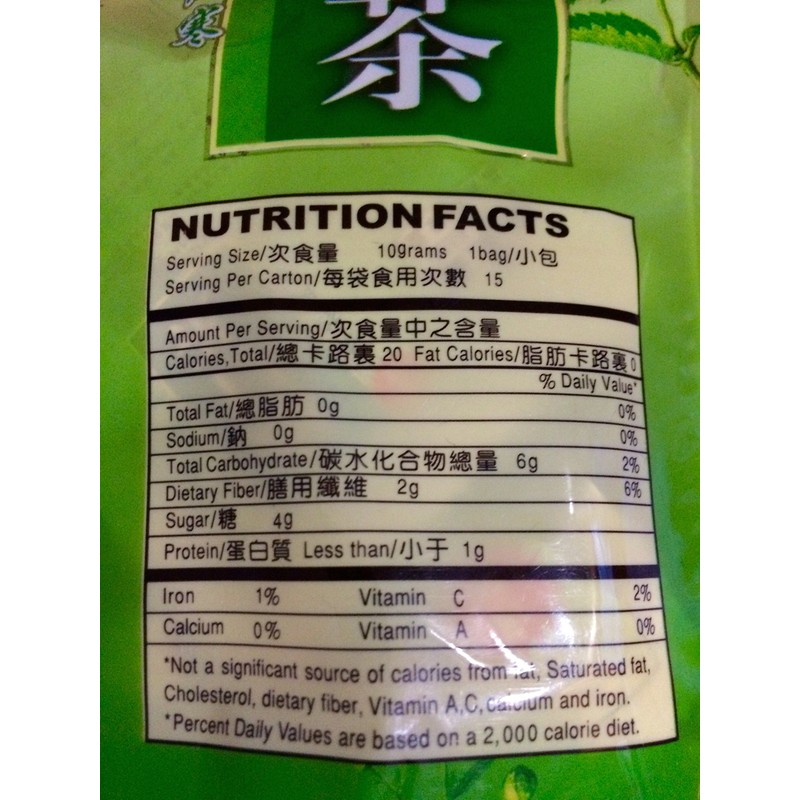 寒
茶
NUTRITION FACTS
Serving Size/次食量 10grams 1bag/小包
Serving Per Carton/每袋食用次數 15
Amount Per Serving/次食量中之含量
Calories,Total/總卡路裏 20 Fat Calories/脂肪卡路裏 0
% Daily Value*
Total Fat/總脂肪 0g 0%
Sodium/鈉 0g 0%
Total Carbohydrate/碳水化合物總量 6g 2%
Dietary Fiber/膳用纖維 2g 6%
Sugar/糖 4g
Protein/蛋白質 Less than/小于 1g
Iron 1% Vitamin C 2%
Calcium 0% Vitamin A 0%
*Not a significant source of calories from fat, Saturated fat,
Cholesterol, dietary fiber, Vitamin A,C, calcium and iron.
*Percent Daily Values are based on a 2,000 calorie diet.